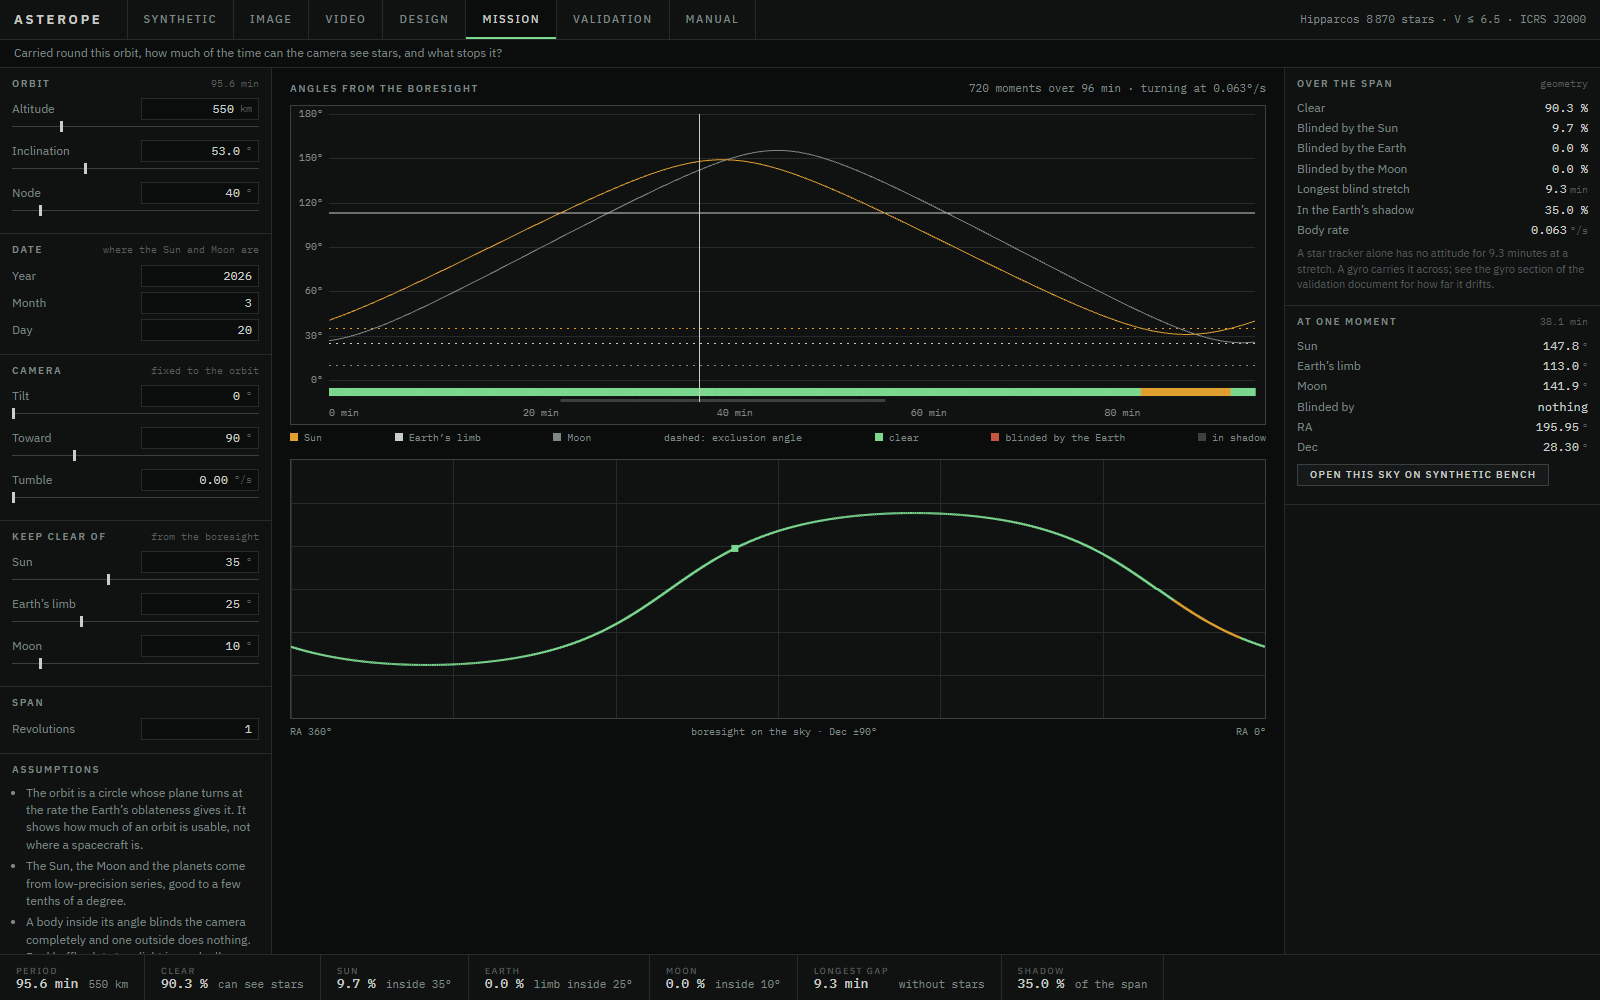 ASTEROPE SYNTHETIC IMAGE VIDEO DESIGN MISSION VALIDATION MANUAL Hipparcos 8870 stars · V ≤ 6.5 · ICRS J2000
Carried round this orbit, how much of the time can the camera see stars, and what stops it?
ORBIT 95.6 min
Altitude 550 km
Inclination 53.0 °
Node 40 °
DATE where the Sun and Moon are
Year 2026
Month 3
Day 20
CAMERA fixed to the orbit
Tilt 0 °
Toward 90 °
Tumble 0.00 °/s
KEEP CLEAR OF from the boresight
Sun 35 °
Earth's limb 25 °
Moon 10 °
SPAN
Revolutions 1
ASSUMPTIONS
• The orbit is a circle whose plane turns at
the rate the Earth's oblateness gives it. It
shows how much of an orbit is usable, not
where a spacecraft is.
• The Sun, the Moon and the planets come
from low-precision series, good to a few
tenths of a degree.
• A body inside its angle blinds the camera
completely and one outside does nothing.
ANGLES FROM THE BORESIGHT 720 moments over 96 min · turning at 0.063°/s
180°
150°
120°
90°
60°
30°
0°
0 min 20 min 40 min 60 min 80 min
Sun Earth's limb Moon dashed: exclusion angle clear blinded by the Earth in shadow
RA 360° boresight on the sky · Dec ±90° RA 0°
OVER THE SPAN geometry
Clear 90.3 %
Blinded by the Sun 9.7 %
Blinded by the Earth 0.0 %
Blinded by the Moon 0.0 %
Longest blind stretch 9.3 min
In the Earth's shadow 35.0 %
Body rate 0.063 °/s
A star tracker alone has no attitude for 9.3 minutes at a
stretch. A gyro carries it across; see the gyro section of the
validation document for how far it drifts.
AT ONE MOMENT 38.1 min
Sun 147.8 °
Earth's limb 113.0 °
Moon 141.9 °
Blinded by nothing
RA 195.95 °
Dec 28.30 °
OPEN THIS SKY ON SYNTHETIC BENCH
PERIOD
95.6 min 550 km
CLEAR
90.3 % can see stars
SUN
9.7 % inside 35°
EARTH
0.0 % limb inside 25°
MOON
0.0 % inside 10°
LONGEST GAP
9.3 min without stars
SHADOW
35.0 % of the span